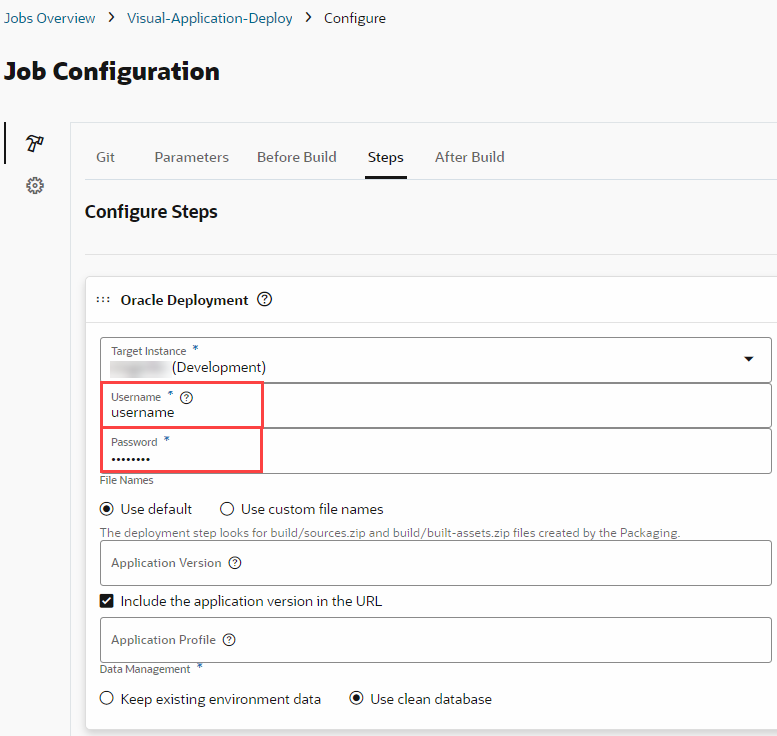 Jobs Overview > Visual-Application-Deploy > Configure
Job Configuration
Git Parameters Before Build Steps After Build
Configure Steps
Oracle Deployment ?
Target Instance *
(Development)
Username * ?
username
Password *
••••••••
File Names
Use default Use custom file names
The deployment step looks for build/sources.zip and build/built-assets.zip files created by the Packaging.
Application Version ?
Include the application version in the URL
Application Profile ?
Data Management *
Keep existing environment data Use clean database